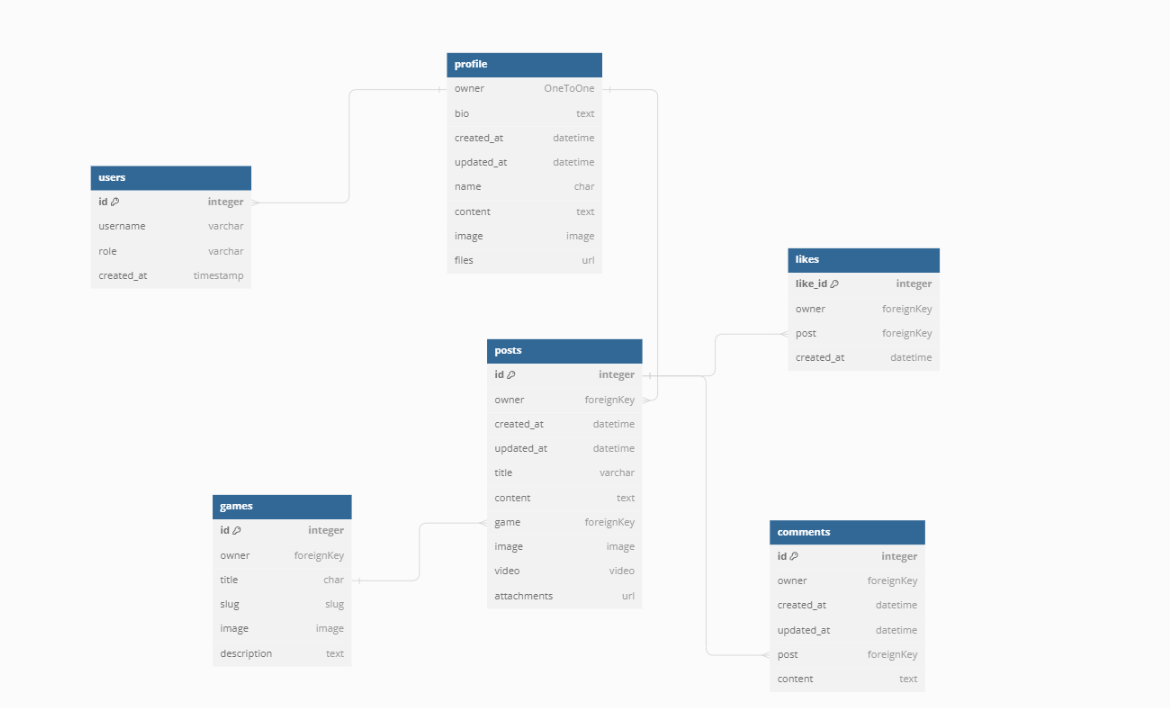 profile
owner OneToOne
bio text
created_at datetime
updated_at datetime
name char
content text
image image
files url
users
id integer
username varchar
role varchar
created_at timestamp
likes
like_id integer
owner foreignKey
post foreignKey
created_at datetime
posts
id integer
owner foreignKey
created_at datetime
updated_at datetime
title varchar
content text
game foreignKey
image image
video video
attachments url
games
id integer
owner foreignKey
title char
slug slug
image image
description text
comments
id integer
owner foreignKey
created_at datetime
updated_at datetime
post foreignKey
content text